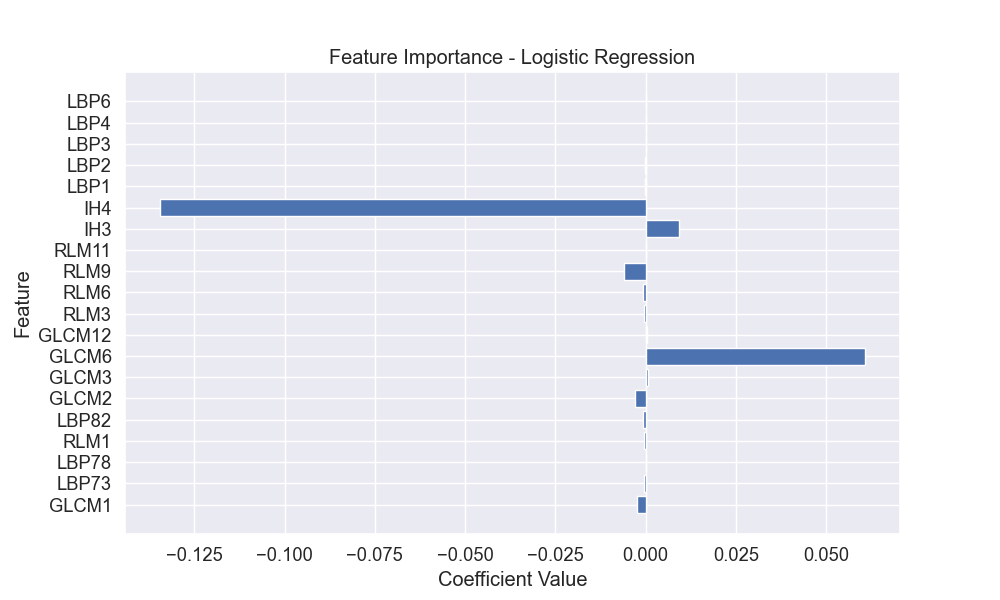 Feature Importance - Logistic Regression
LBP6
LBP4
LBP3
LBP2
LBP1
IH4
IH3
RLM11
RLM9
RLM6
RLM3
GLCM12
GLCM6
GLCM3
GLCM2
LBP82
RLM1
LBP78
LBP73
GLCM1
Feature
−0.125 −0.100 −0.075 −0.050 −0.025 0.000 0.025 0.050
Coefficient Value